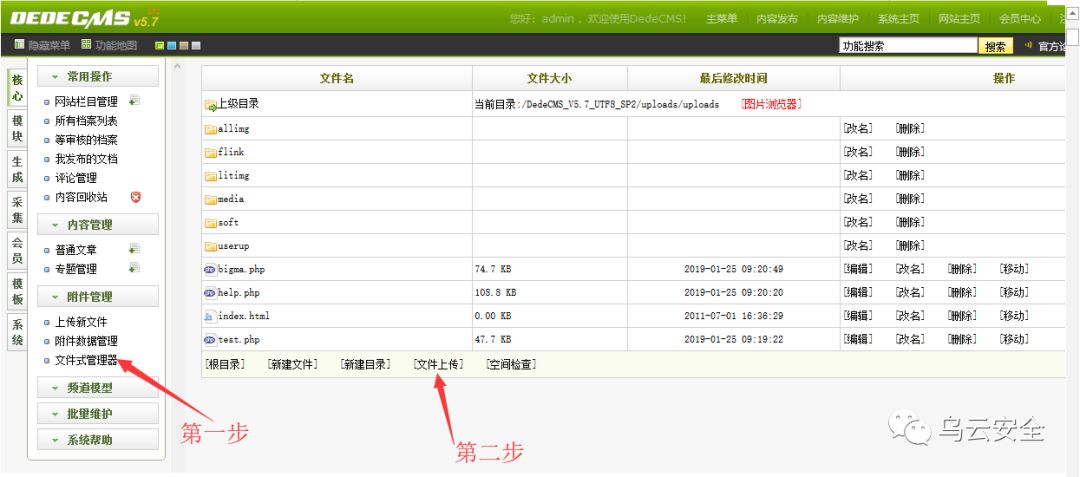 DEDECMS v5.7 SP2
您好：admin ，欢迎使用DedeCMS！ 主菜单 内容发布 内容维护 系统主页 网站主页 会员中心
隐藏菜单 功能地图
功能搜索 搜索 官方论
核心
模块
生成
采集
会员
模板
系统
常用操作
网站栏目管理
所有档案列表
等审核的档案
我发布的文档
评论管理
内容回收站
内容管理
普通文章
专题管理
附件管理
上传新文件
附件数据管理
文件式管理器
频道模型
批量维护
系统帮助
文件名 文件大小 最后修改时间 操作
上级目录 当前目录:/DedeCMS_V5.7_UTF8_SP2/uploads/uploads [图片浏览器]
allimg [改名] [删除]
flink [改名] [删除]
litimg [改名] [删除]
media [改名] [删除]
soft [改名] [删除]
userup [改名] [删除]
bigma.php 74.7 KB 2019-01-25 09:20:49 [编辑] [改名] [删除] [移动]
help.php 108.8 KB 2019-01-25 09:20:20 [编辑] [改名] [删除] [移动]
index.html 0.00 KB 2011-07-01 16:36:29 [编辑] [改名] [删除] [移动]
test.php 47.7 KB 2019-01-25 09:19:22 [编辑] [改名] [删除] [移动]
[根目录] [新建文件] [新建目录] [文件上传] [空间检查]
第一步
第二步
乌云安全